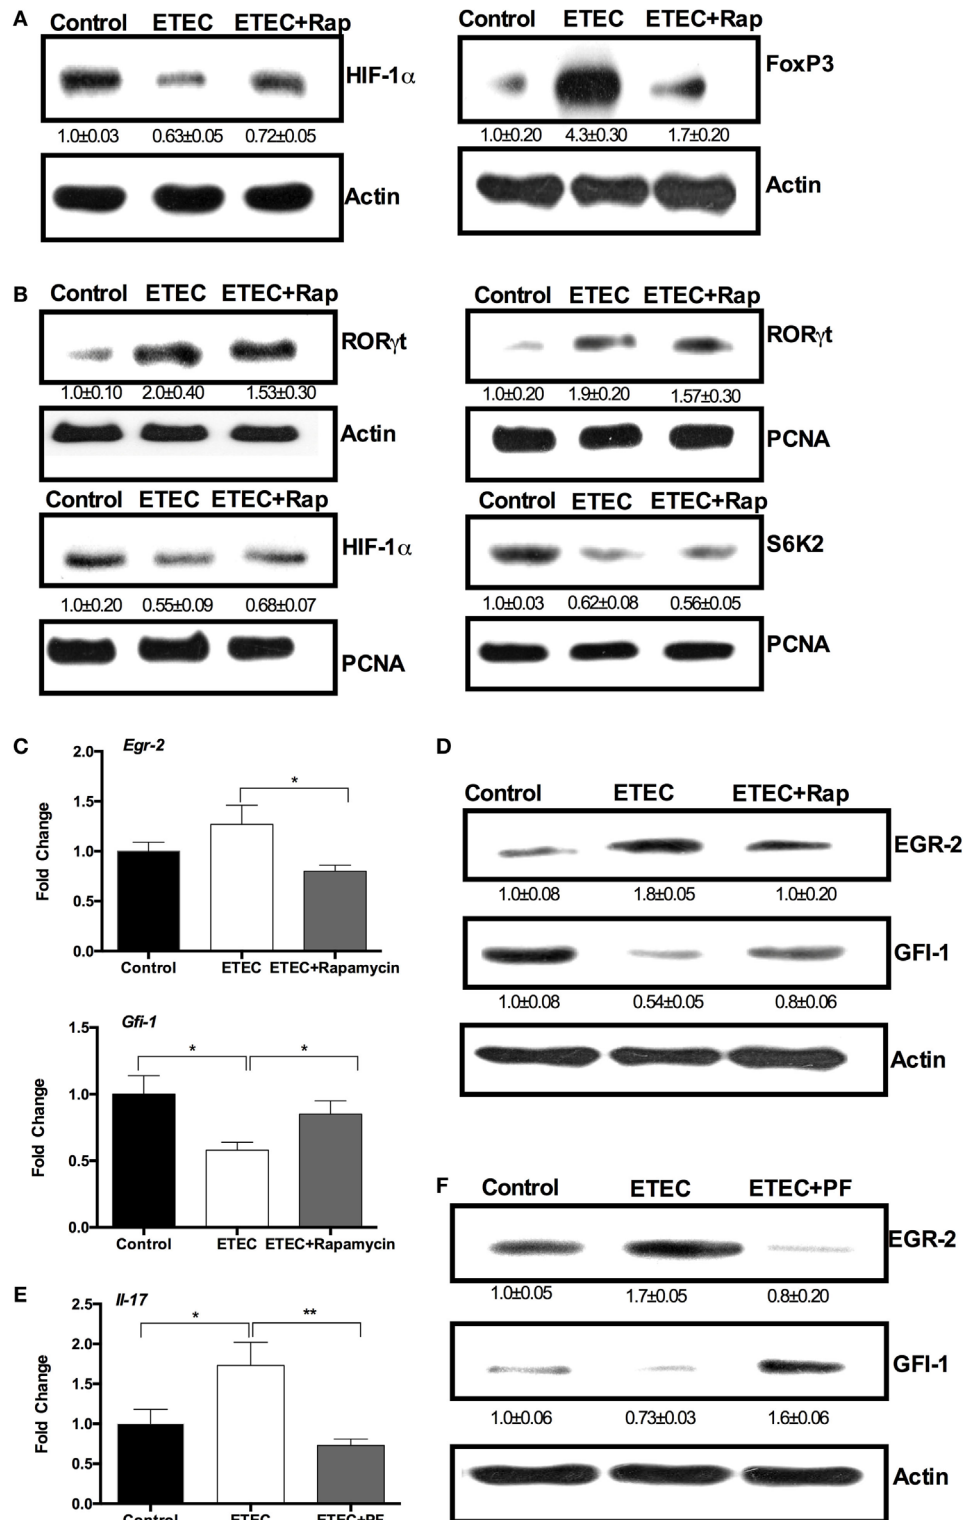 A
Control ETEC ETEC+Rap
HIF-1α
1.0±0.03 0.63±0.05 0.72±0.05
Actin
Control ETEC ETEC+Rap
FoxP3
1.0±0.20 4.3±0.30 1.7±0.20
Actin
B
Control ETEC ETEC+Rap
RORγt
1.0±0.10 2.0±0.40 1.53±0.30
Actin
Control ETEC ETEC+Rap
RORγt
1.0±0.20 1.9±0.20 1.57±0.30
PCNA
Control ETEC ETEC+Rap
HIF-1α
1.0±0.20 0.55±0.09 0.68±0.07
PCNA
Control ETEC ETEC+Rap
S6K2
1.0±0.03 0.62±0.08 0.56±0.05
PCNA
C
Egr-2
2.0
1.5
1.0
0.5
0.0
Fold Change
*
Control ETEC ETEC+Rapamycin
Gfi-1
1.5
1.0
0.5
0.0
Fold Change
* *
Control ETEC ETEC+Rapamycin
D
Control ETEC ETEC+Rap
EGR-2
1.0±0.08 1.8±0.05 1.0±0.20
GFI-1
1.0±0.08 0.54±0.05 0.8±0.06
Actin
E
Il-17
2.5
2.0
1.5
1.0
0.5
0.0
Fold Change
* **
Control ETEC ETEC+PF
F
Control ETEC ETEC+PF
EGR-2
1.0±0.05 1.7±0.05 0.8±0.20
GFI-1
1.0±0.06 0.73±0.03 1.6±0.06
Actin